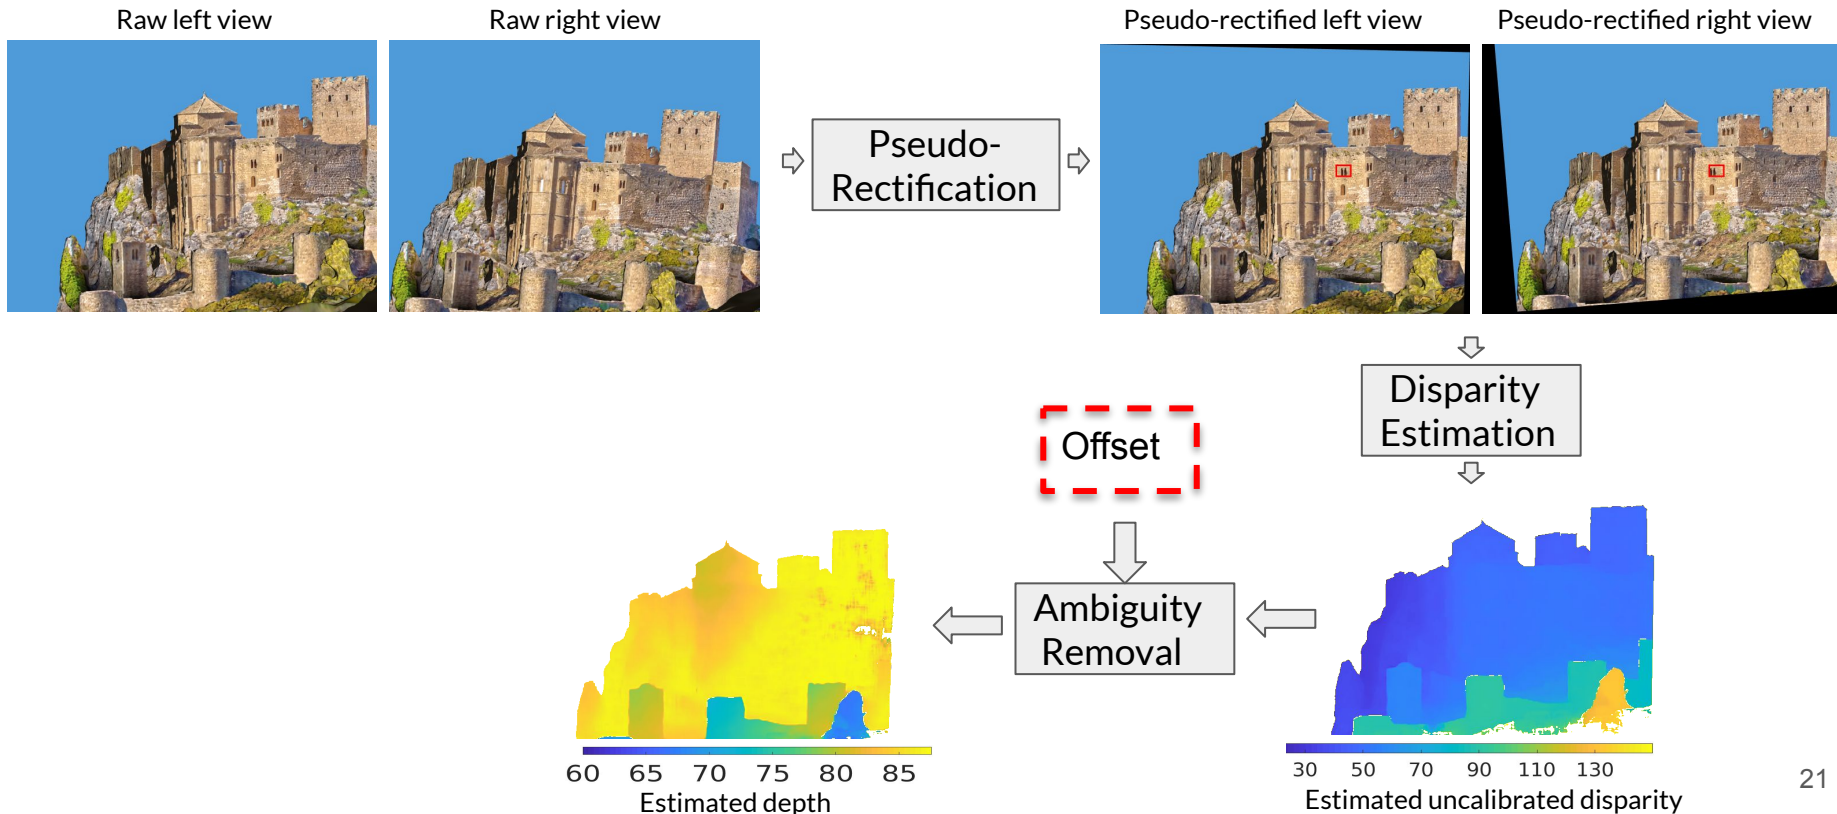 Raw left view
Raw right view
Pseudo-rectified left view
Pseudo-rectified right view
Pseudo-
Rectification
Disparity
Estimation
Offset
Ambiguity
Removal
60 65 70 75 80 85
Estimated depth
30 50 70 90 110 130
Estimated uncalibrated disparity
21